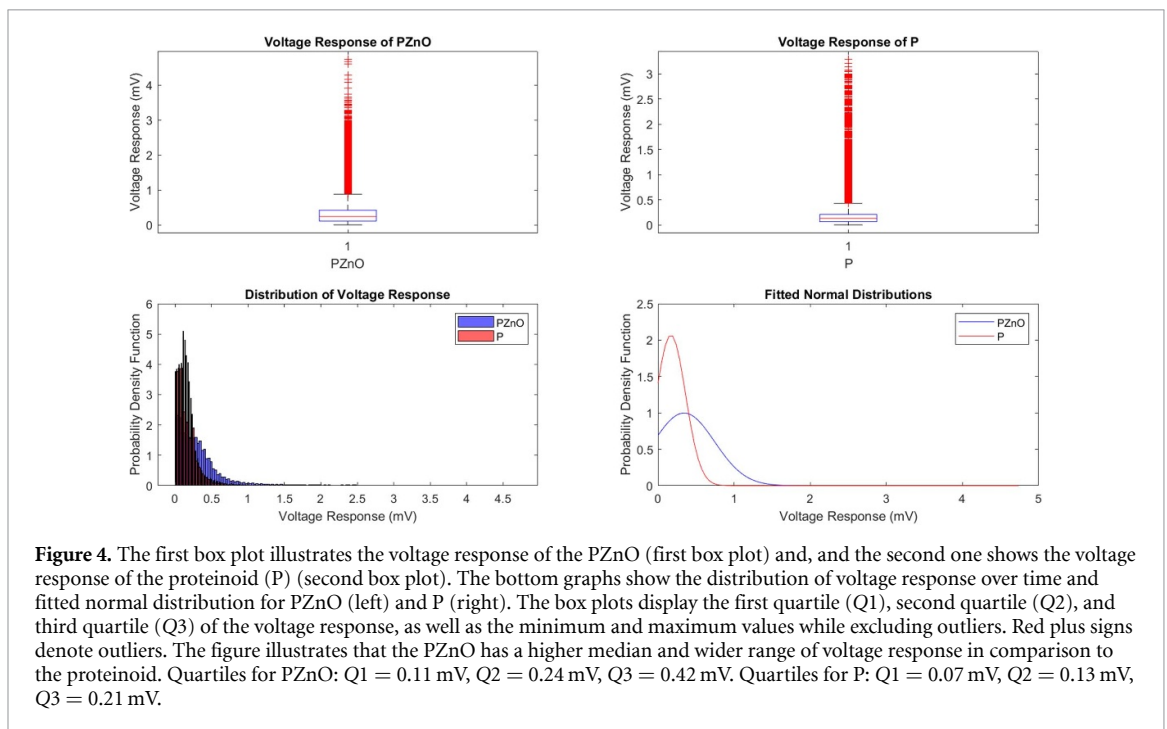 Voltage Response of PZnO
Voltage Response (mV)
4
3
2
1
0
1
PZnO
Voltage Response of P
Voltage Response (mV)
3
2.5
2
1.5
1
0.5
0
1
P
Distribution of Voltage Response
Probability Density Function
6
5
4
3
2
1
0
0 0.5 1 1.5 2 2.5 3 3.5 4 4.5
Voltage Response (mV)
PZnO
P
Fitted Normal Distributions
Probability Density Function
2.5
2
1.5
1
0.5
0
0 1 2 3 4 5
Voltage Response (mV)
PZnO
P
Figure 4. The first box plot illustrates the voltage response of the PZnO (first box plot) and, and the second one shows the voltage
response of the proteinoid (P) (second box plot). The bottom graphs show the distribution of voltage response over time and
fitted normal distribution for PZnO (left) and P (right). The box plots display the first quartile (Q1), second quartile (Q2), and
third quartile (Q3) of the voltage response, as well as the minimum and maximum values while excluding outliers. Red plus signs
denote outliers. The figure illustrates that the PZnO has a higher median and wider range of voltage response in comparison to
the proteinoid. Quartiles for PZnO: Q1 = 0.11 mV, Q2 = 0.24 mV, Q3 = 0.42 mV. Quartiles for P: Q1 = 0.07 mV, Q2 = 0.13 mV,
Q3 = 0.21 mV.